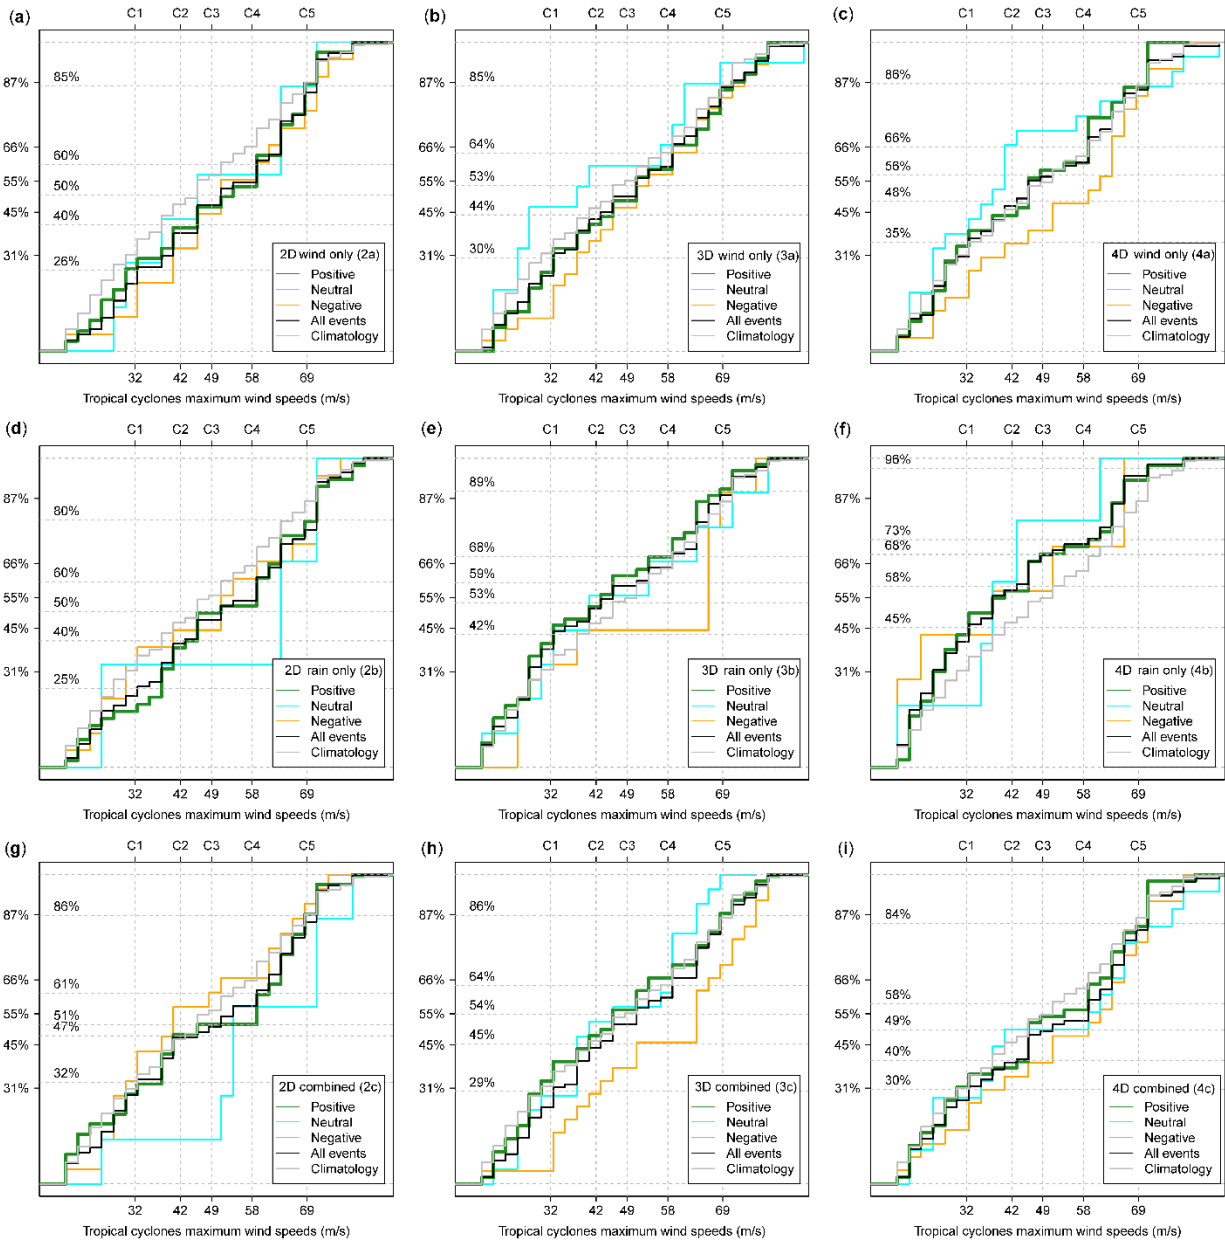 (a) C1 C2 C3 C4 C5
87%
66%
55%
45%
31%
85%
60%
50%
40%
26%
2D wind only (2a)
Positive
Neutral
Negative
All events
Climatology
32 42 49 58 69
Tropical cyclones maximum wind speeds (m/s)
(b) C1 C2 C3 C4 C5
87%
66%
55%
45%
31%
85%
64%
53%
44%
30%
3D wind only (3a)
Positive
Neutral
Negative
All events
Climatology
32 42 49 58 69
Tropical cyclones maximum wind speeds (m/s)
(c) C1 C2 C3 C4 C5
87%
66%
55%
45%
31%
86%
66%
56%
48%
35%
4D wind only (4a)
Positive
Neutral
Negative
All events
Climatology
32 42 49 58 69
Tropical cyclones maximum wind speeds (m/s)
(d) C1 C2 C3 C4 C5
87%
66%
55%
45%
31%
80%
60%
50%
40%
25%
2D rain only (2b)
Positive
Neutral
Negative
All events
Climatology
32 42 49 58 69
Tropical cyclones maximum wind speeds (m/s)
(e) C1 C2 C3 C4 C5
87%
66%
55%
45%
31%
89%
68%
59%
53%
42%
3D rain only (3b)
Positive
Neutral
Negative
All events
Climatology
32 42 49 58 69
Tropical cyclones maximum wind speeds (m/s)
(f) C1 C2 C3 C4 C5
87%
66%
55%
45%
31%
96%
73%
68%
58%
45%
4D rain only (4b)
Positive
Neutral
Negative
All events
Climatology
32 42 49 58 69
Tropical cyclones maximum wind speeds (m/s)
(g) C1 C2 C3 C4 C5
87%
66%
55%
45%
31%
86%
61%
51%
47%
32%
2D combined (2c)
Positive
Neutral
Negative
All events
Climatology
32 42 49 58 69
Tropical cyclones maximum wind speeds (m/s)
(h) C1 C2 C3 C4 C5
87%
66%
55%
45%
31%
86%
64%
54%
45%
29%
3D combined (3c)
Positive
Neutral
Negative
All events
Climatology
32 42 49 58 69
Tropical cyclones maximum wind speeds (m/s)
(i) C1 C2 C3 C4 C5
87%
66%
55%
45%
31%
84%
58%
49%
40%
30%
4D combined (4c)
Positive
Neutral
Negative
All events
Climatology
32 42 49 58 69
Tropical cyclones maximum wind speeds (m/s)